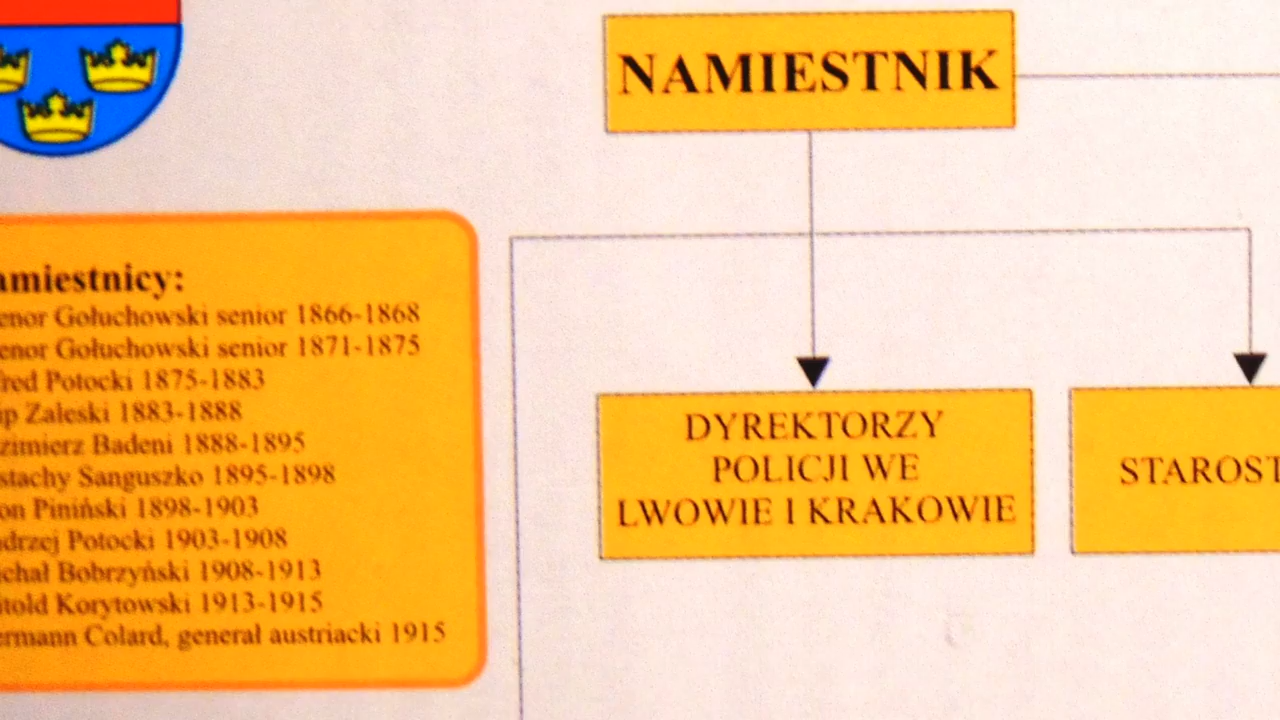 NAMIESTNIK
amiestnicy:
enor Gołuchowski senior 1866-1868
enor Gołuchowski senior 1871-1875
fred Potocki 1875-1883
ip Zaleski 1883-1888
zimierz Badeni 1888-1895
stachy Sanguszko 1895-1898
on Piniński 1898-1903
drzej Potocki 1903-1908
chał Bobrzyński 1908-1913
itold Korytowski 1913-1915
ermann Colard, generał austriacki 1915
DYREKTORZY
POLICJI WE
LWOWIE I KRAKOWIE
STAROST